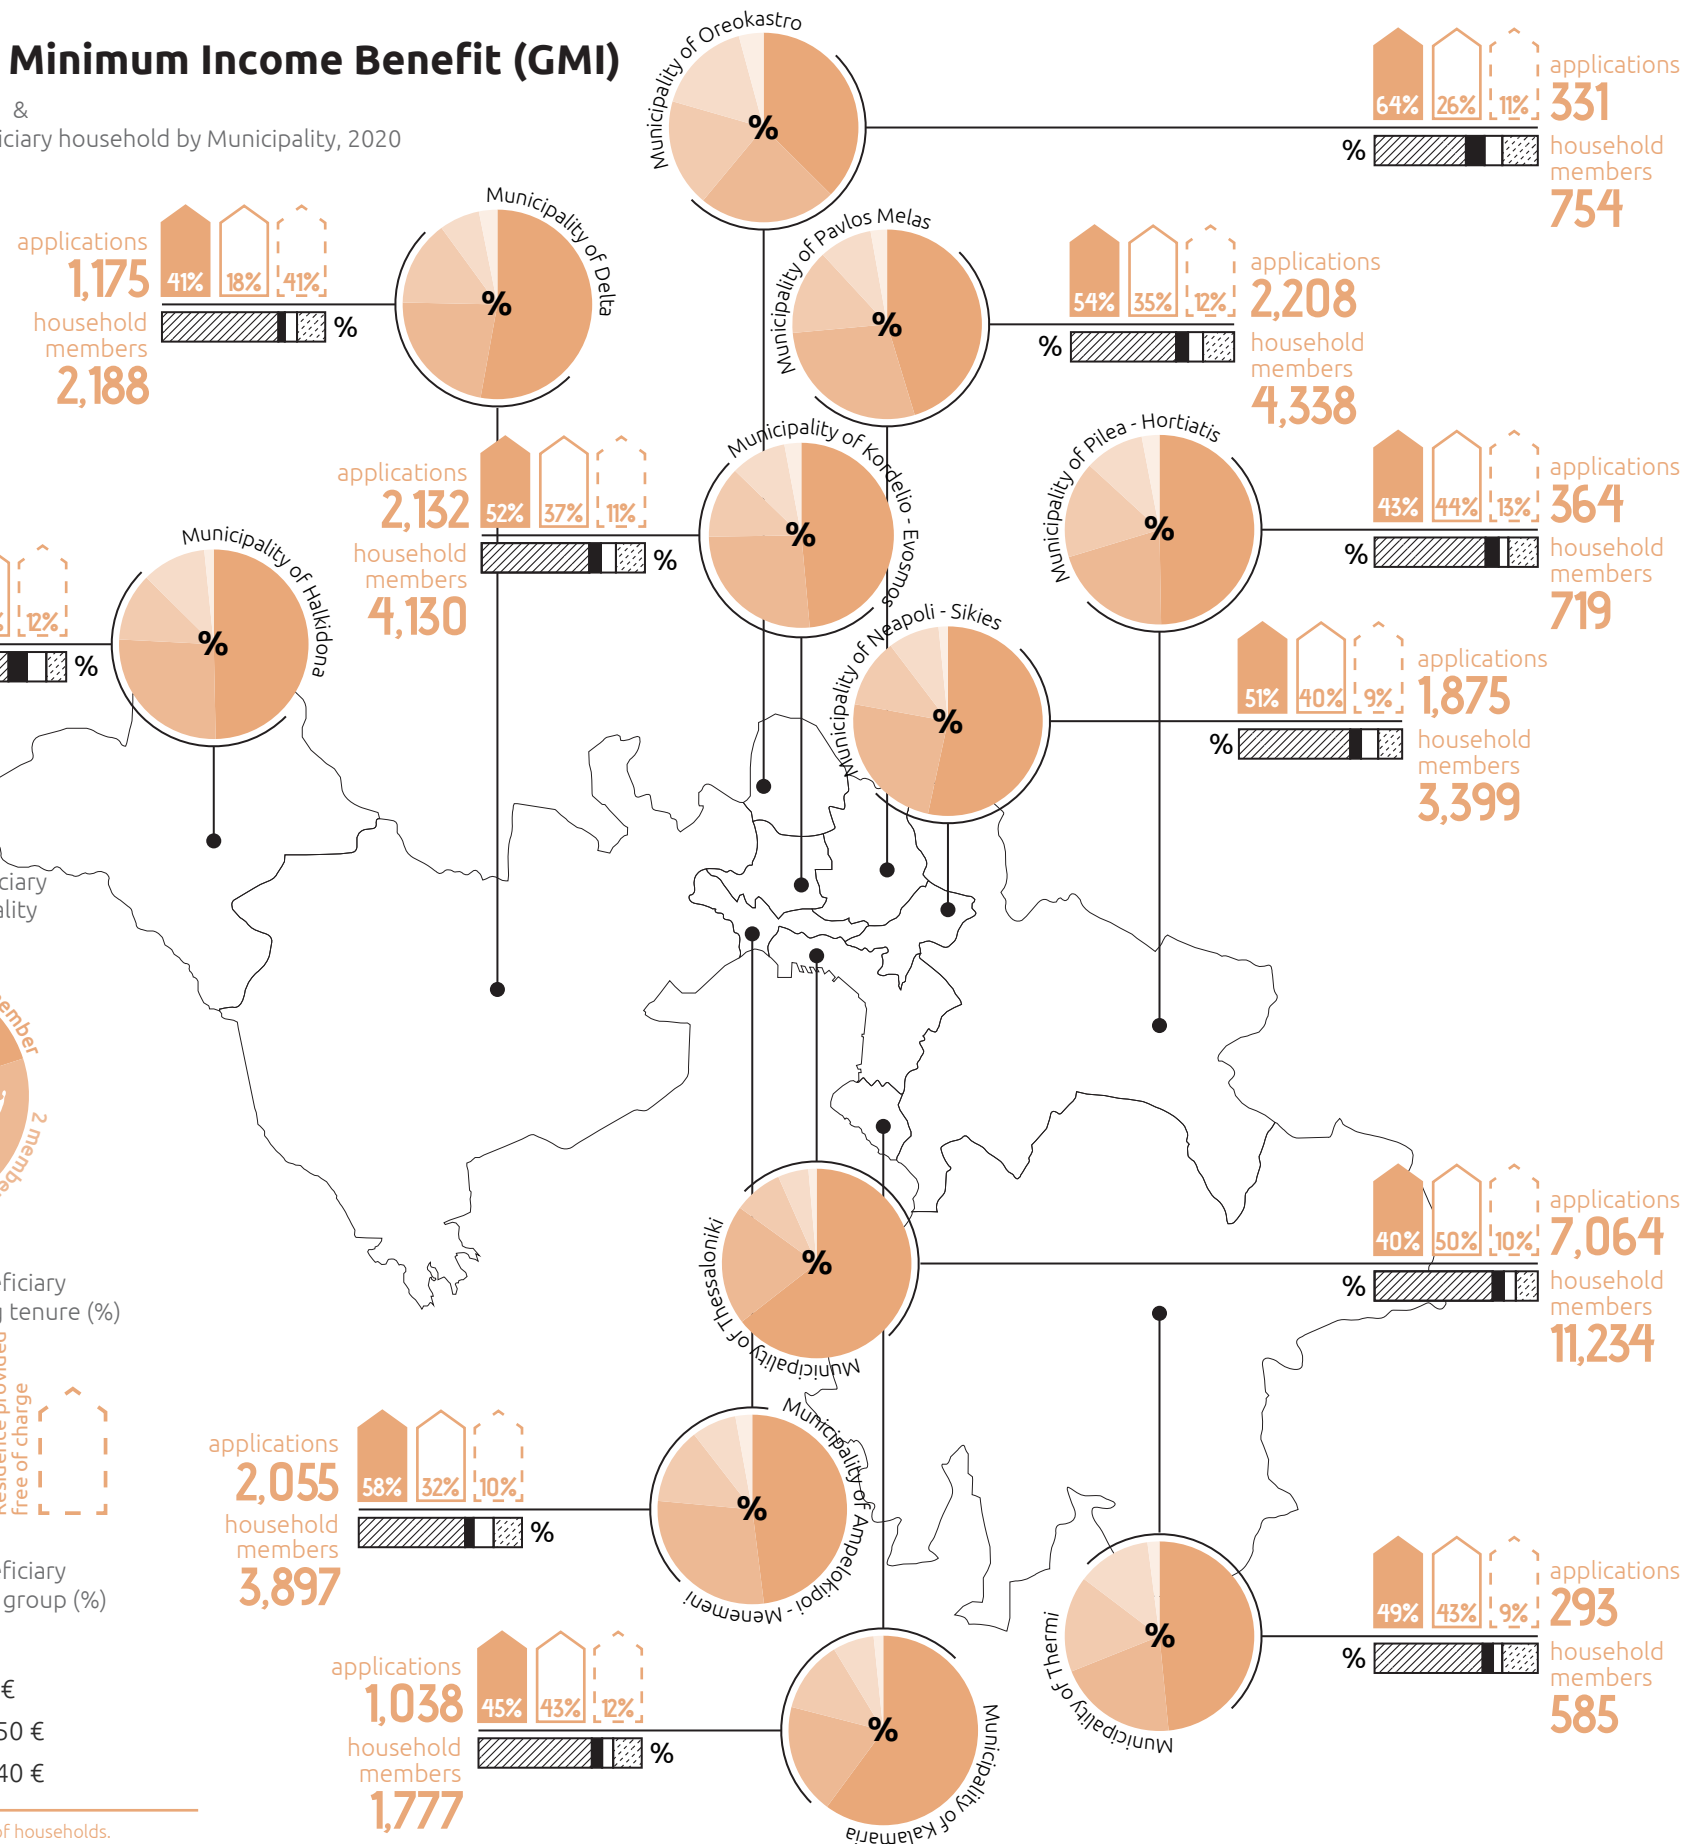 Minimum Income Benefit (GMI)
&
ciary household by Municipality, 2020
Municipality of Oreokastro
%
64%
26%
11%
applications
331
%
household
members
754
Municipality of Delta
%
applications
1,175
41%
18%
41%
household
members
2,188
%
Municipality of Pavlos Melas
%
54%
35%
12%
applications
2,208
%
household
members
4,338
Municipality of Kordelio - Evosmos
%
applications
2,132
52%
37%
11%
household
members
4,130
%
Municipality of Pilea - Hortiatis
%
43%
44%
13%
applications
364
%
household
members
719
Municipality of Halkidona
%
12%
%
Municipality of Neapoli - Sikies
%
51%
40%
9%
applications
1,875
%
household
members
3,399
ciary
ality
ember
2 membe
Municipality of Thessaloniki
%
40%
50%
10%
applications
7,064
%
household
members
11,234
ficiary
g tenure (%)
Residence provided
free of charge
Municipality of Ampelokipoi - Menemeni
%
applications
2,055
58%
32%
10%
household
members
3,897
%
ficiary
group (%)
Municipality of Thermi
%
49%
43%
9%
applications
293
%
household
members
585
Municipality of Kalamaria
%
applications
1,038
45%
43%
12%
household
members
1,777
%
€
50 €
40 €
of households.